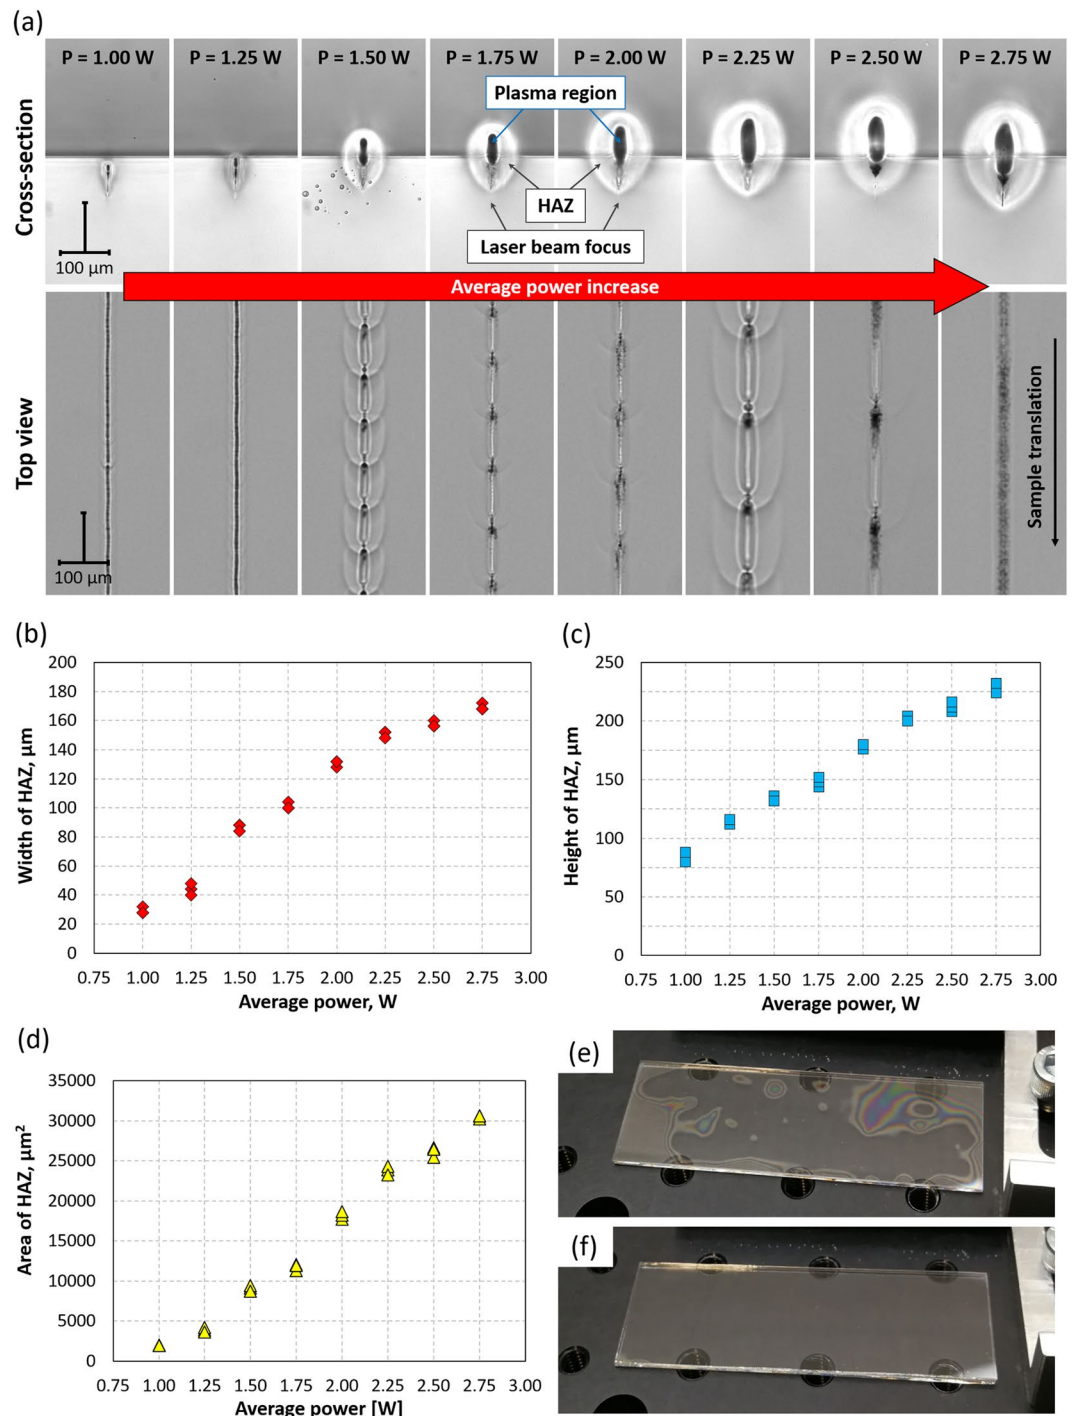 (a)
P = 1.00 W
P = 1.25 W
P = 1.50 W
P = 1.75 W
P = 2.00 W
P = 2.25 W
P = 2.50 W
P = 2.75 W
Cross-section
Plasma region
HAZ
Laser beam focus
100 µm
Average power increase
Top view
Sample translation
100 µm
(b)
200
180
160
140
120
100
80
60
40
20
0
Width of HAZ, µm
0.75 1.00 1.25 1.50 1.75 2.00 2.25 2.50 2.75 3.00
Average power, W
(c)
250
200
150
100
50
0
Height of HAZ, µm
1.00 1.25 1.50 1.75 2.00 2.25 2.50 2.75 3.00
Average power, W
(d)
35000
30000
25000
20000
15000
10000
5000
0
Area of HAZ, µm²
0.75 1.00 1.25 1.50 1.75 2.00 2.25 2.50 2.75 3.00
Average power [W]
(e)
(f)